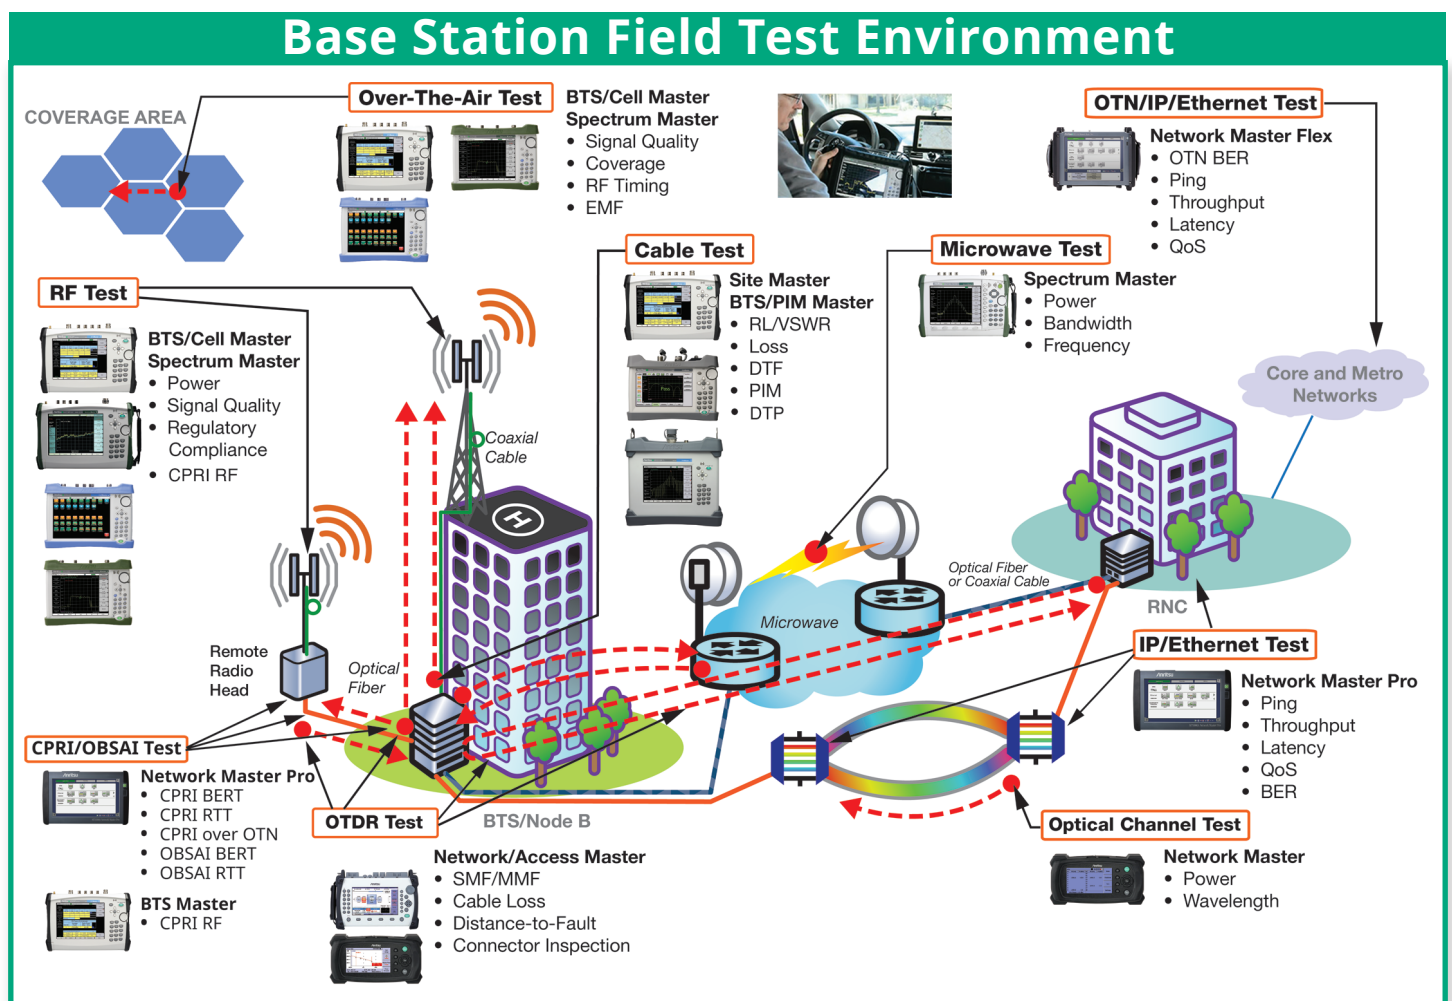 Base Station Field Test Environment
COVERAGE AREA
Over-The-Air Test
BTS/Cell Master
Spectrum Master
• Signal Quality
• Coverage
• RF Timing
• EMF
OTN/IP/Ethernet Test
Network Master Flex
• OTN BER
• Ping
• Throughput
• Latency
• QoS
RF Test
BTS/Cell Master
Spectrum Master
• Power
• Signal Quality
• Regulatory
Compliance
• CPRI RF
Cable Test
Site Master
BTS/PIM Master
• RL/VSWR
• Loss
• DTF
• PIM
• DTP
Microwave Test
Spectrum Master
• Power
• Bandwidth
• Frequency
Core and Metro
Networks
Coaxial
Cable
H
Optical Fiber
or Coaxial Cable
Microwave
RNC
Remote
Radio
Head
Optical
Fiber
IP/Ethernet Test
Network Master Pro
• Ping
• Throughput
• Latency
• QoS
• BER
CPRI/OBSAI Test
Network Master Pro
• CPRI BERT
• CPRI RTT
• CPRI over OTN
• OBSAI BERT
• OBSAI RTT
BTS Master
• CPRI RF
OTDR Test
BTS/Node B
Network/Access Master
• SMF/MMF
• Cable Loss
• Distance-to-Fault
• Connector Inspection
Optical Channel Test
Network Master
• Power
• Wavelength